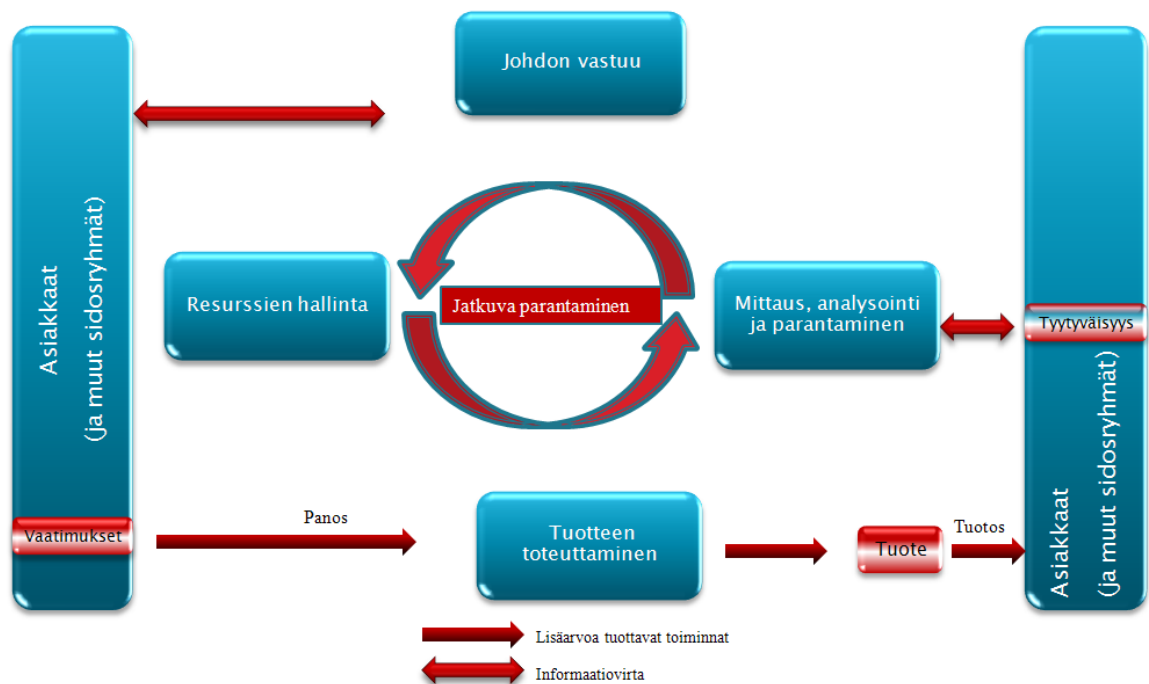 Johdon vastuu
Asiakkaat
(ja muut sidosryhmät)
Resurssien hallinta
Jatkuva parantaminen
Mittaus, analysointi
ja parantaminen
Tyytyväisyys
Asiakkaat
(ja muut sidosryhmät)
Vaatimukset
Panos
Tuotteen
toteuttaminen
Tuote
Tuotos
Lisäarvoa tuottavat toiminnat
Informaatiovirta